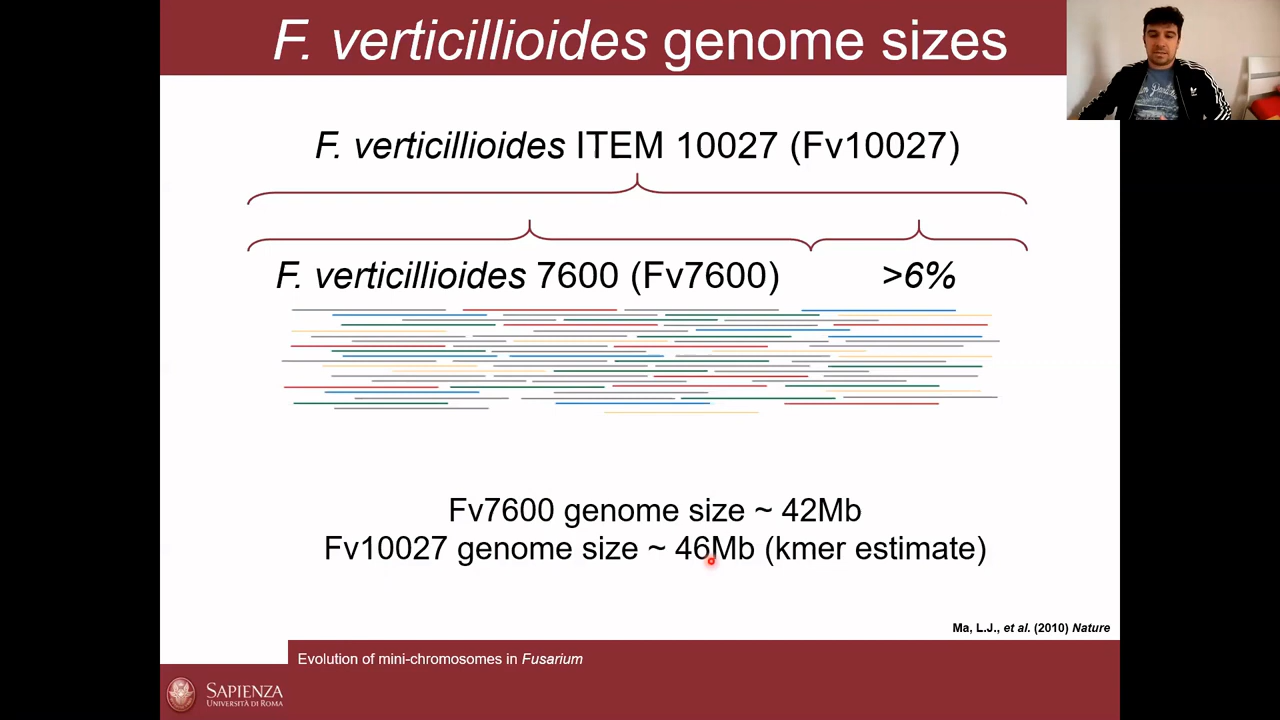 F. verticillioides genome sizes
F. verticillioides ITEM 10027 (Fv10027)
F. verticillioides 7600 (Fv7600)
>6%
Fv7600 genome size ~ 42Mb
Fv10027 genome size ~ 46Mb (kmer estimate)
Ma, L.J., et al. (2010) Nature
Evolution of mini-chromosomes in Fusarium
SAPIENZA
UNIVERSITÀ DI ROMA